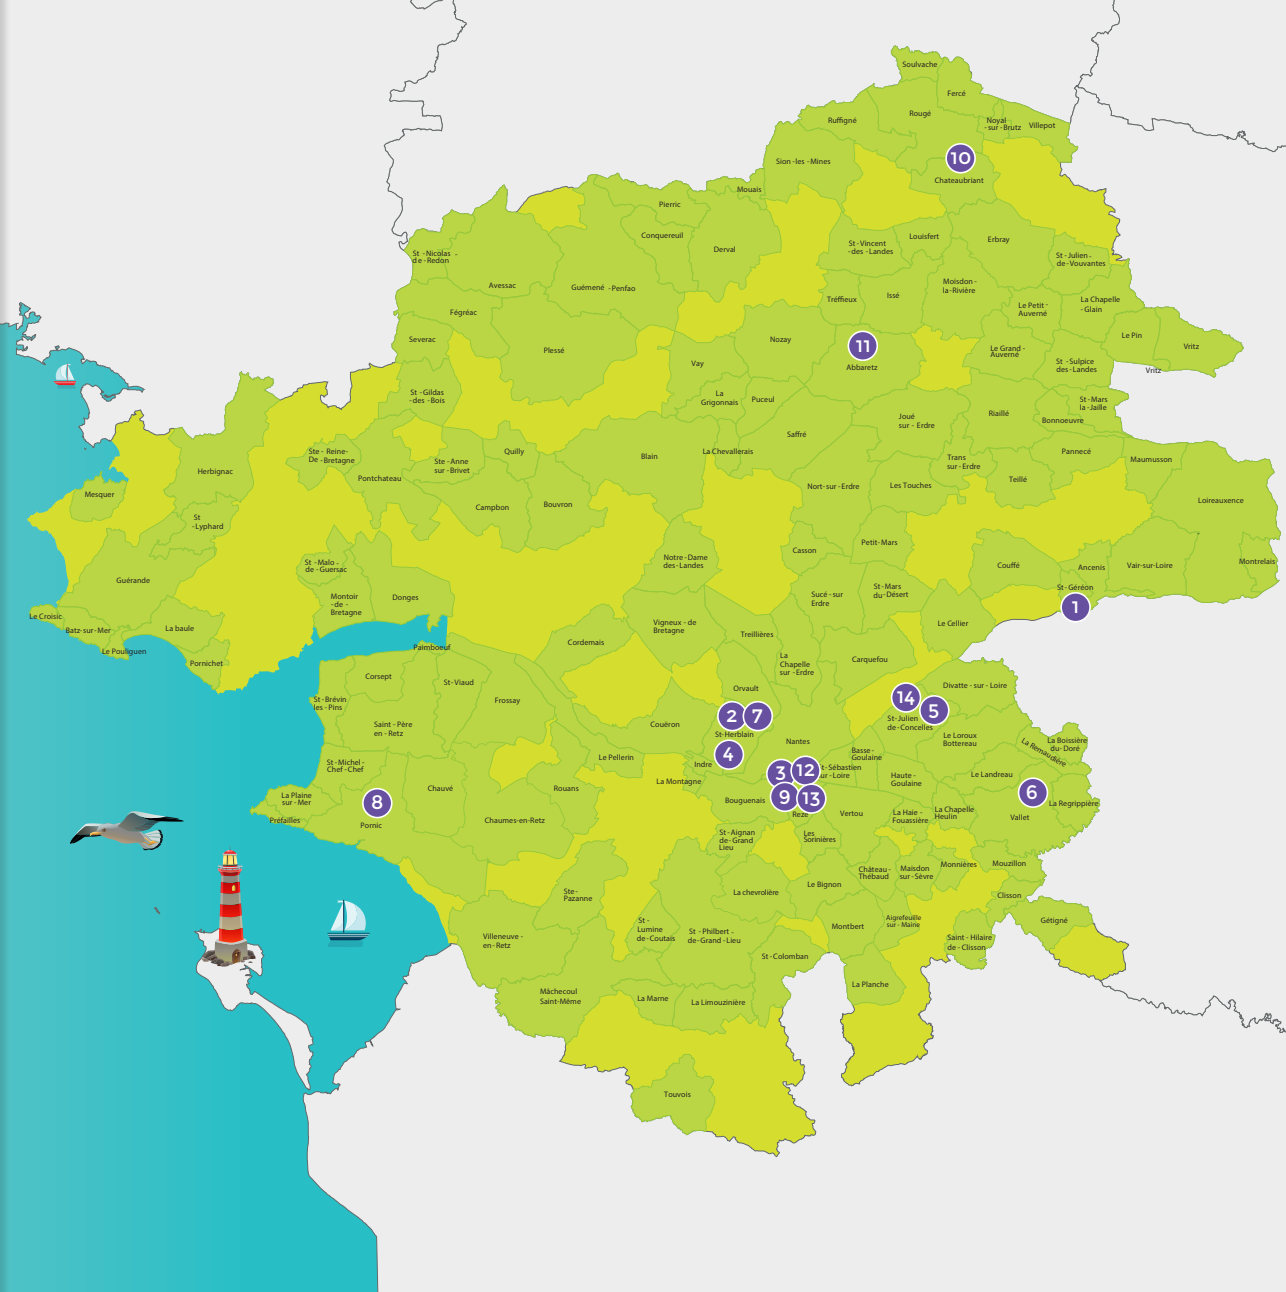 Soulvache
Fercé
Rougé
Ruffigné
Noyal
-sur-Brutz
Villepot
10
Sion-les-Mines
Chateaubriant
Mouais
Pierric
Conquereuil
Derval
St-Vincent
-des-Landes
Louisfert
Erbray
St-Julien-
de-Vouvantes
St-Nicolas-
de-Redon
Avessac
Guémené-Penfao
Moisdon-
la-Rivière
Tréffieux
Issé
La Chapelle
-Glain
Le Petit-
Auverné
Fégréac
Severac
Plessé
Nozay
11
Abbaretz
Le Pin
Vritz
Le Grand-
Auverné
St-Sulpice
des-Landes
Vritz
Vay
St-Gildas
-des-Bois
La
Grigonnais
Puceul
St-Mars
la-Jaille
Bonnoeuvre
Riaillé
Joué
sur-Erdre
Saffré
Ste-Reine-
De-Bretagne
Quilly
Blain
La Chevallerais
Pannecé
Maumusson
Trans
sur-Erdre
Herbignac
Ste-Anne
sur-Brivet
Pontchateau
Teillé
Les Touches
Nort-sur-Erdre
Mesquer
Campbon
Bouvron
Loireauxence
St
-Lyphard
Petit-Mars
Casson
Notre-Dame
des-Landes
St-Malo-
de-Guersac
Couffé
Ancenis
Vair-sur-Loire
Montrelais
Guérande
St-Géréon
1
Montoir
-de-
Bretagne
Donges
Sucé-sur
Erdre
St-Mars
du-Désert
Le Croisic
Batz-sur-Mer
La baule
Le Pouliguen
Pornichet
Paimboeuf
Cordemais
Vigneux-de
Bretagne
Treillières
Le Cellier
La
Chapelle
sur-Erdre
Carquefou
Corsept
St-Viaud
Frossay
St-Brévin
les-Pins
Orvault
14
5
Divatte-sur-Loire
St-Julien
de-Concelles
2
7
St-Herblain
Saint-Père
en-Retz
Couëron
Nantes
Le Loroux
Bottereau
La Boissière
du-Doré
La Remaudière
4
Indre
Le Pellerin
Basse-
Goulaine
St-Michel-
Chef-Chef
3
12
t-Sébastien
ur-Loire
Haute-
Goulaine
Le Landreau
La Montagne
Rouans
Chauvé
La Plaine
sur-Mer
8
9
13
Bouguenais
6
La Regrippière
Préfailles
Pornic
Chaumes-en-Retz
Rezé
Vertou
La Haie-
Fouassière
La Chapelle
Heulin
Vallet
St-Aignan
de-Grand
Lieu
Les
Sorinières
Château-
Thébaud
Maisdon
sur-Sèvre
Monnières
Mouzillon
Ste-
Pazanne
La chevrolière
Le Bignon
Clisson
St-
Lumine
de-Coutais
St-Philbert-
de-Grand-Lieu
Montbert
Aigrefeuille
sur-Maine
Gétigné
Villeneuve-
en-Retz
Saint-Hilaire
de-Clisson
St-Colomban
La Planche
Mâchecoul
Saint-Même
La Marne
La Limouzinière
Touvois